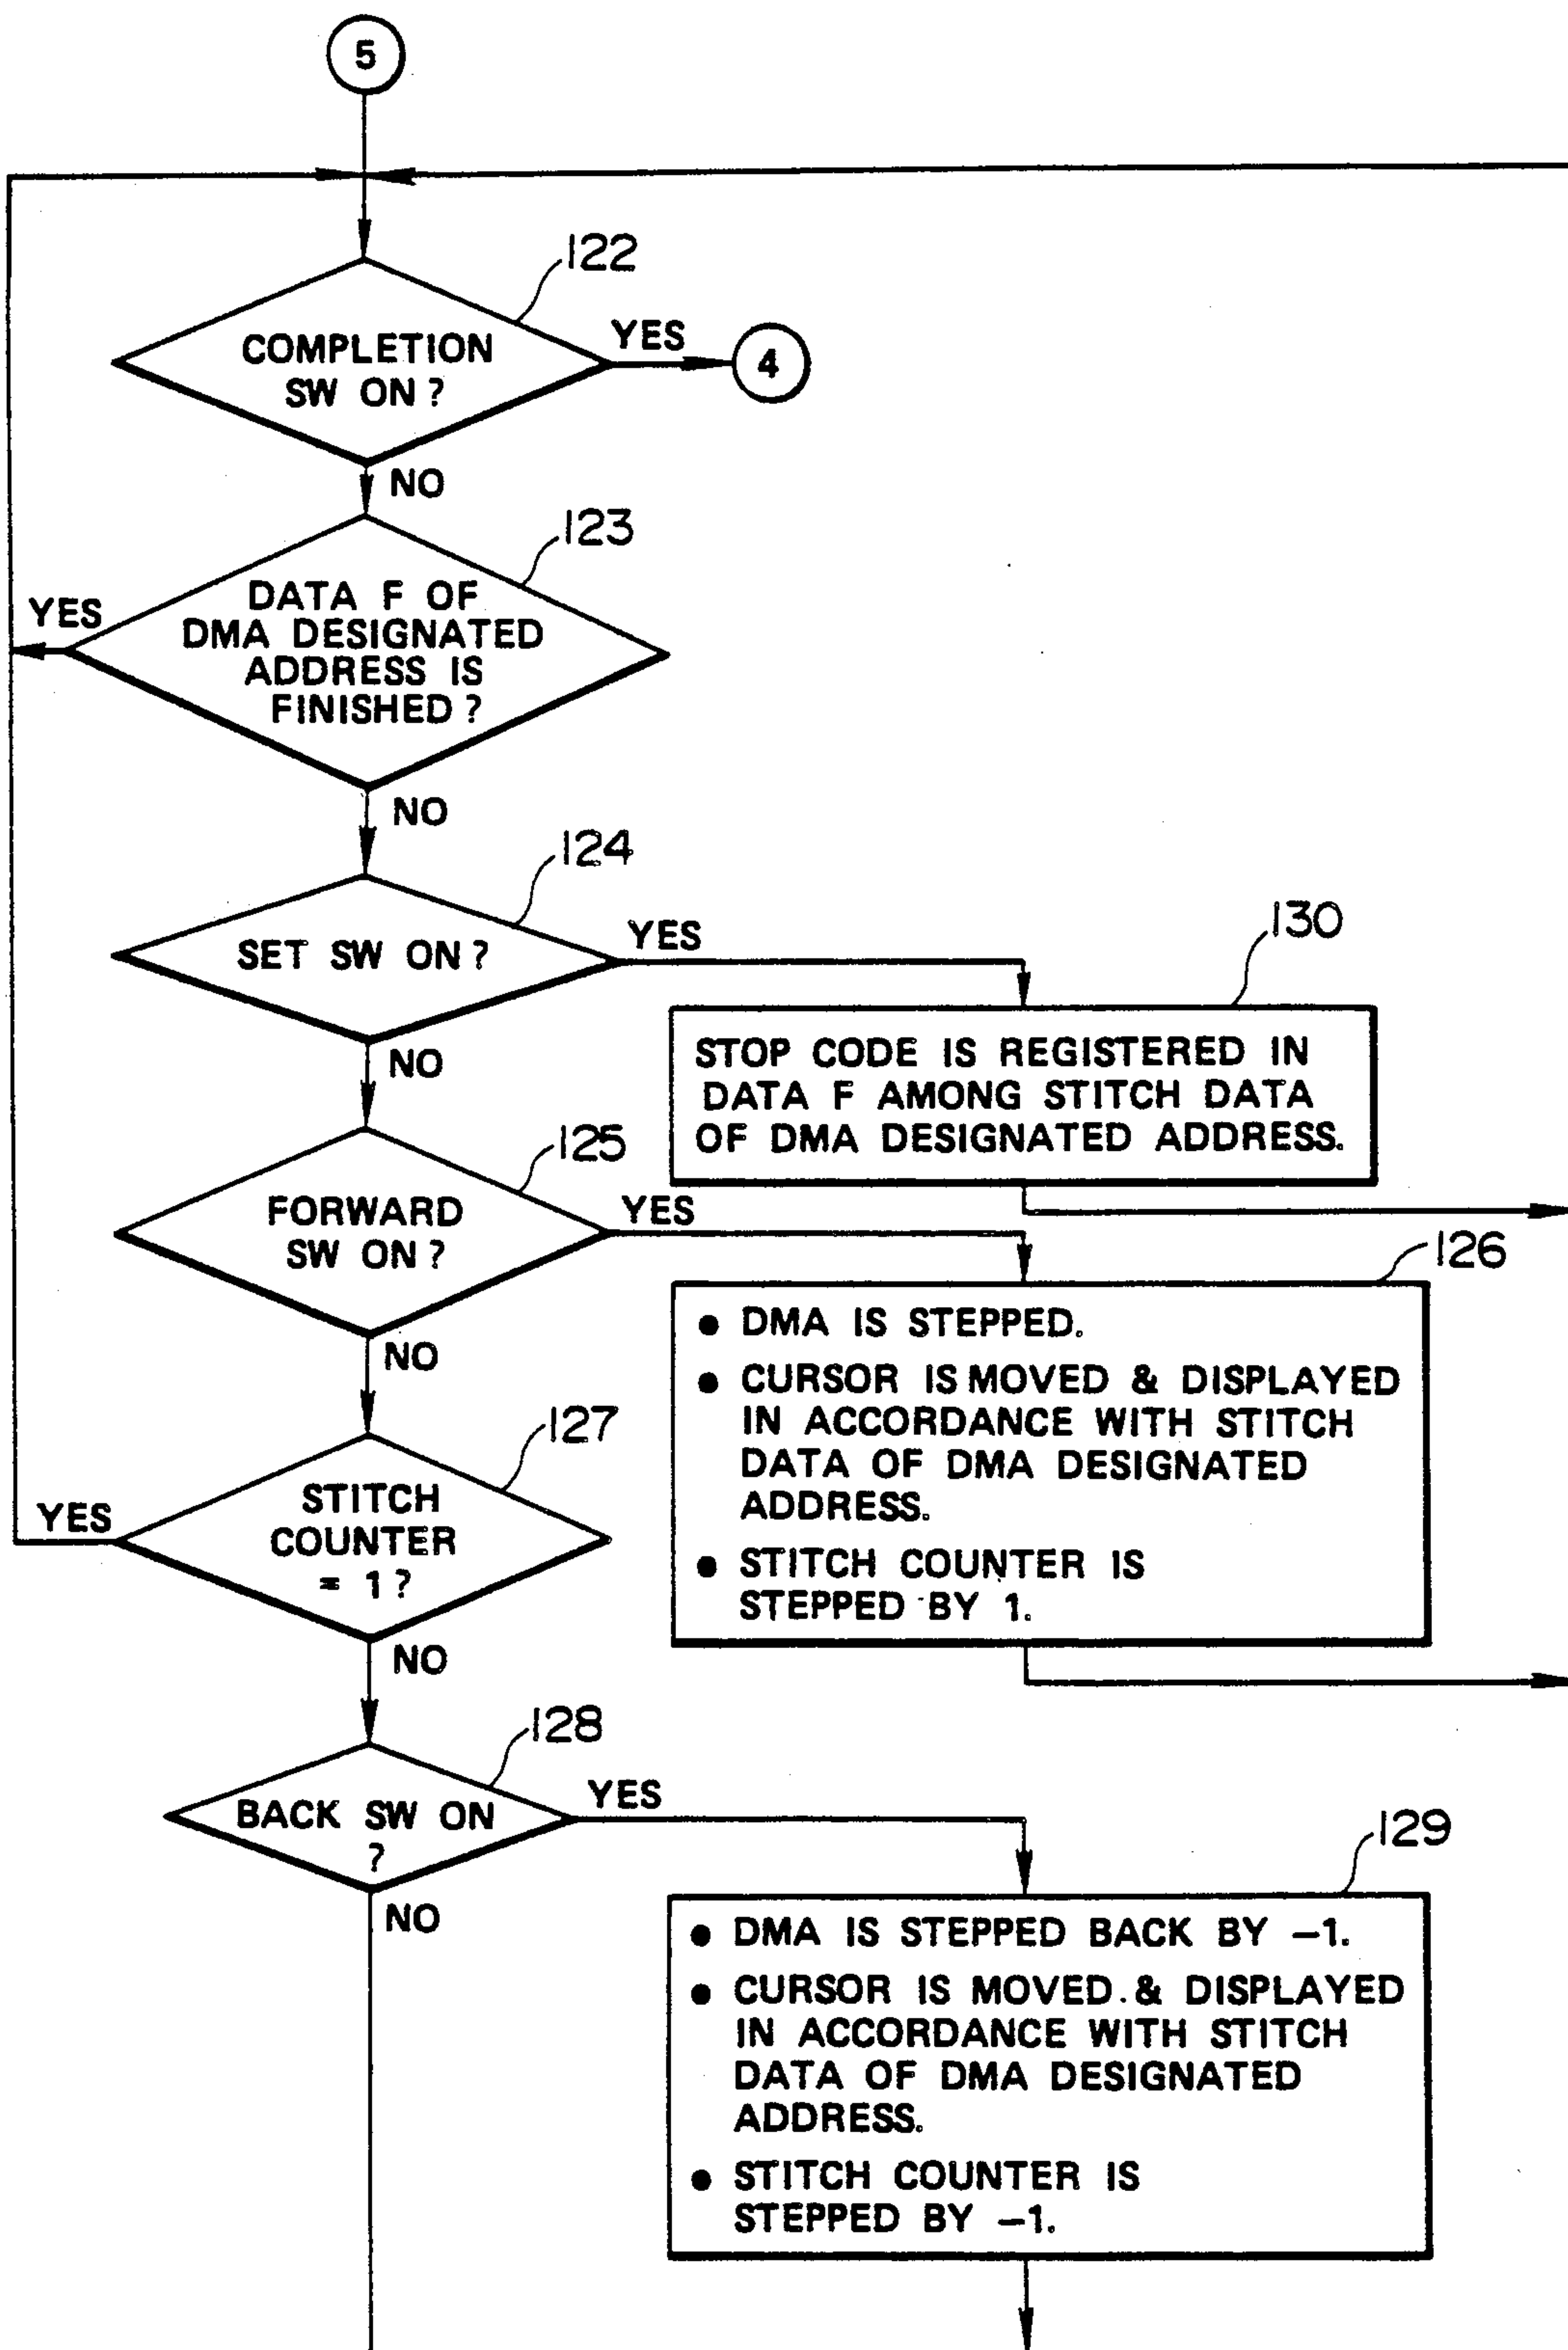 5
122
COMPLETION
SW ON?
YES
4
NO
123
DATA F OF
DMA DESIGNATED
ADDRESS IS
FINISHED?
YES
NO
124
SET SW ON?
YES
130
STOP CODE IS REGISTERED IN
DATA F AMONG STITCH DATA
OF DMA DESIGNATED ADDRESS.
NO
125
FORWARD
SW ON?
YES
126
• DMA IS STEPPED.
• CURSOR IS MOVED & DISPLAYED
IN ACCORDANCE WITH STITCH
DATA OF DMA DESIGNATED
ADDRESS.
• STITCH COUNTER IS
STEPPED BY 1.
NO
127
STITCH
COUNTER
= 1?
YES
NO
128
BACK SW ON
?
YES
129
• DMA IS STEPPED BACK BY –1.
• CURSOR IS MOVED & DISPLAYED
IN ACCORDANCE WITH STITCH
DATA OF DMA DESIGNATED
ADDRESS.
• STITCH COUNTER IS
STEPPED BY –1.
NO